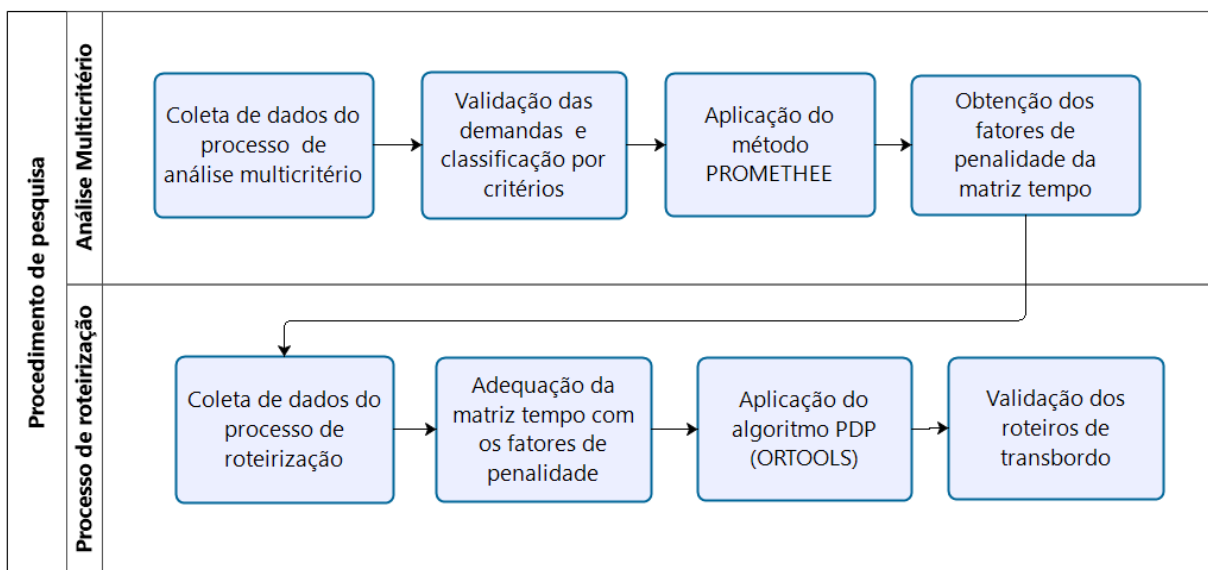 Procedimento de pesquisa
Análise Multicritério
Coleta de dados do
processo de
análise multicritério
Validação das
demandas e
classificação por
critérios
Aplicação do
método
PROMETHEE
Obtenção dos
fatores de
penalidade da
matriz tempo
Processo de roteirização
Coleta de dados do
processo de
roteirização
Adequação da
matriz tempo com
os fatores de
penalidade
Aplicação do
algoritmo PDP
(ORTOOLS)
Validação dos
roteiros de
transbordo